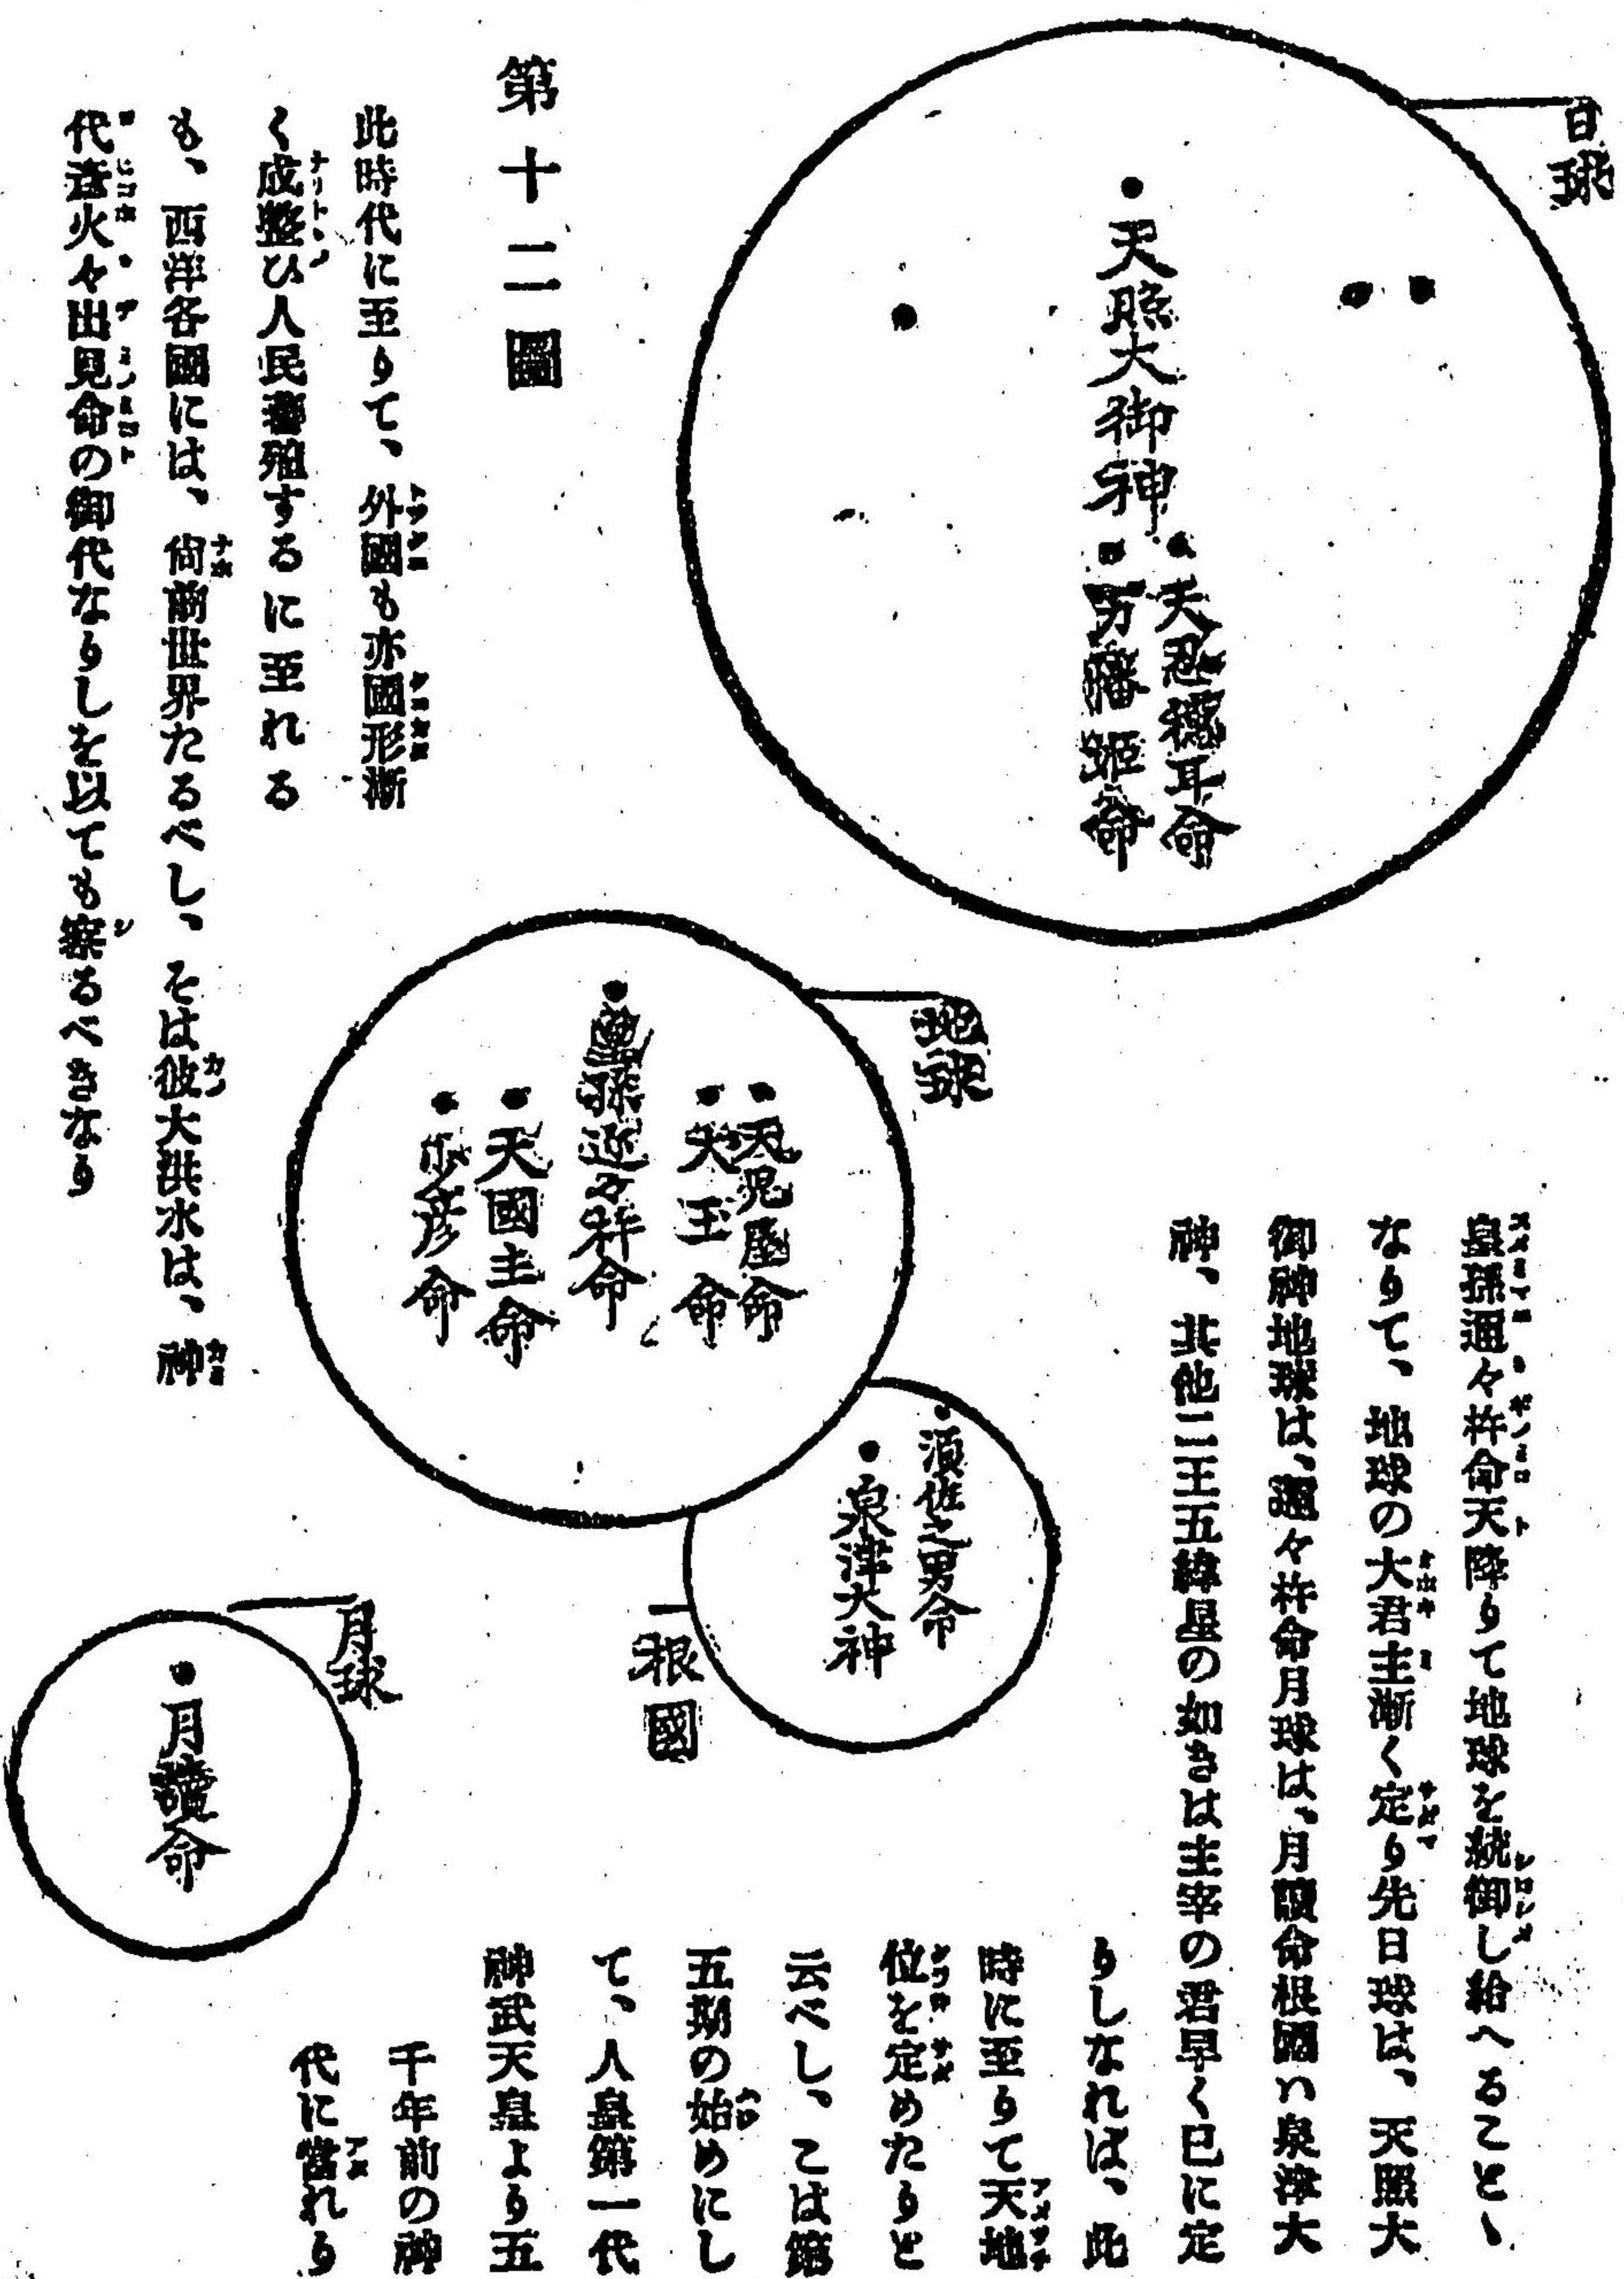 日球
・天照大御神
・天忍穗耳命
・万幡姫命
第十二圖
此時代に至りて、外國も亦國形漸
く成整ひ人民蕃殖するに至れる
も、西洋各國には、尙前世界たるべし、そは彼大洪水は、神
代彦火々出見命の御代なりしを以ても察るべきなり
地球
・天児屋命
・天玉命
・皇孫迩々杵命
・大國主命
・少彦命
・須佐之男命
・泉津大神
根國
月球
・月讀命
皇孫邇々杵命天降りて地球を統御し給へることゝ
なりて、地球の大君主漸く定り先日球は、天照大
御神地球は、邇々杵命月球は、月讀命根國ハ泉津大
神、其他二王五緯星の如きは主宰の君早く已に定
りしなれば、此
時に至りて天地
位を定めたりと
云べし、こは第
五期の始めにし
て、人皇第一代
神武天皇より五
千年前の神
代に當れり